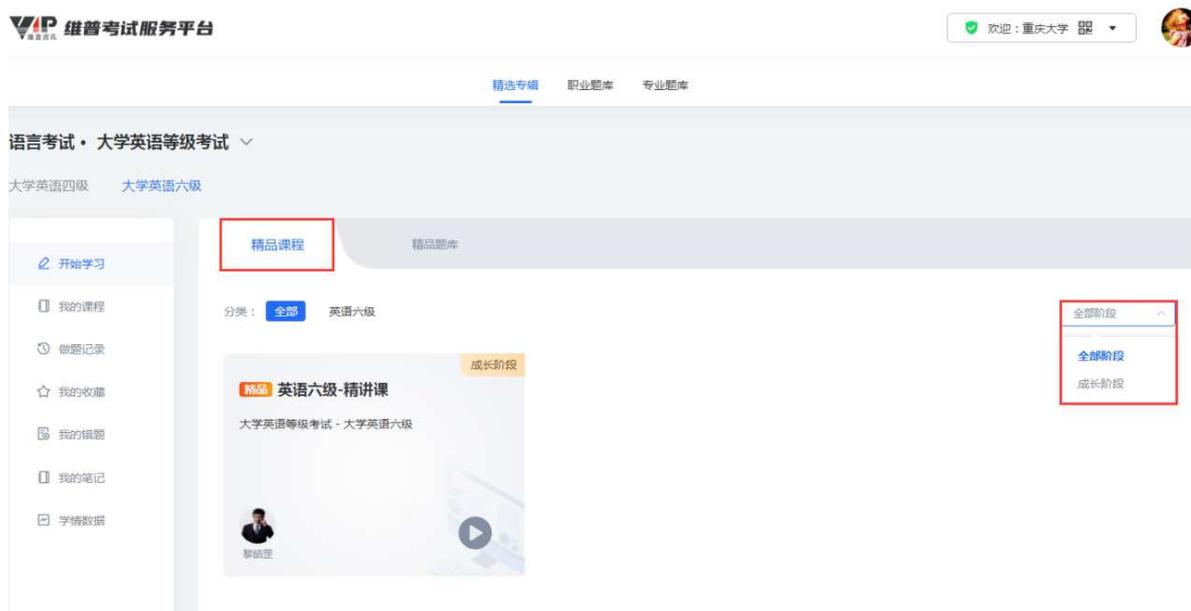 VIP 维普考试服务平台
维普资讯
欢迎：重庆大学
精选专辑 职业题库 专业题库
语言考试· 大学英语等级考试
大学英语四级 大学英语六级
精品课程 精品题库
开始学习
我的课程
做题记录
我的收藏
我的错题
我的笔记
学情数据
分类： 全部 英语六级
全部阶段
全部阶段
成长阶段
成长阶段
精品 英语六级-精讲课
大学英语等级考试 - 大学英语六级